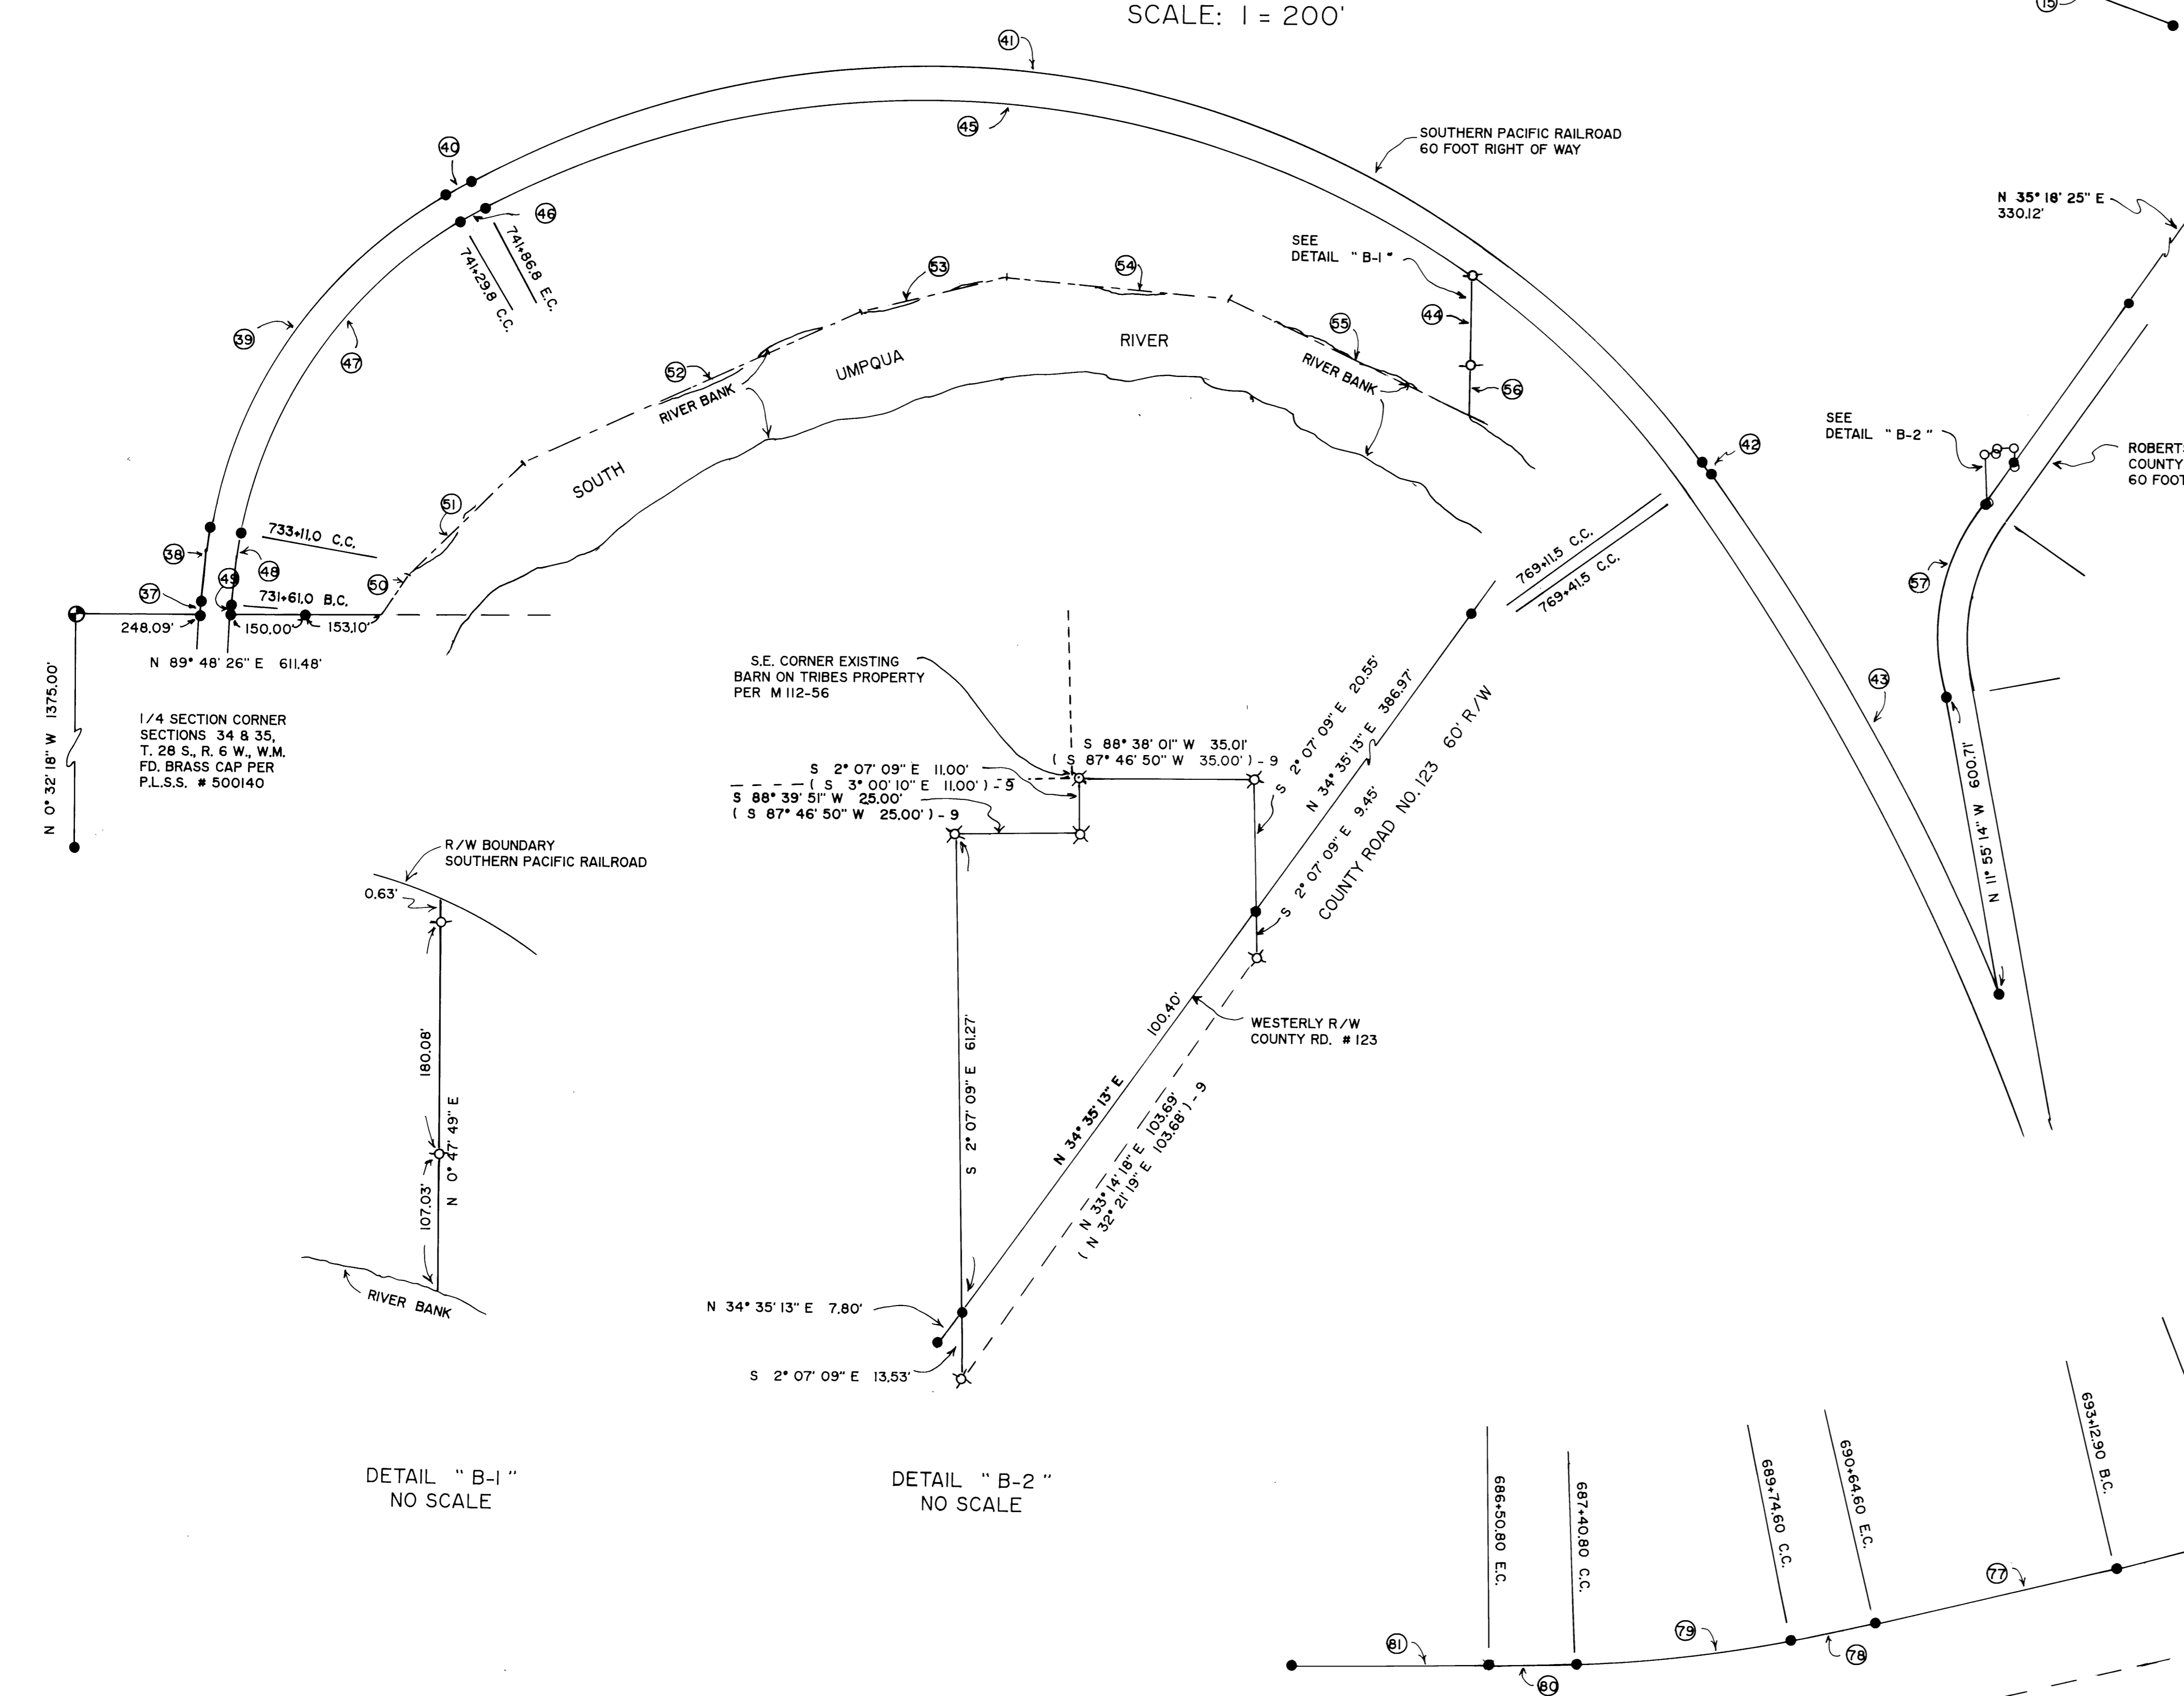 SCALE: 1 = 200'
15
41
45
40
46
SOUTHERN PACIFIC RAILROAD
60 FOOT RIGHT OF WAY
N 35° 18' 25" E
330.12'
741+86.8 E.C.
741+29.8 C.C.
SEE
DETAIL "B-1"
53
54
44
39
47
52
55
56
UMPQUA
RIVER
SOUTH
RIVER BANK
RIVER BANK
42
SEE
DETAIL "B-2"
ROBERTS
COUNTY
60 FOOT
51
733+11.0 C.C.
38
48
49
50
37
731+61.0 B.C.
248.09'
150.00'
153.10'
N 89° 48' 26" E 611.48'
N 0° 32' 18" W 1375.00'
1/4 SECTION CORNER
SECTIONS 34 & 35,
T. 28 S., R. 6 W., W.M.
FD. BRASS CAP PER
P.L.S.S. # 500140
769+11.5 C.C.
769+41.5 C.C.
57
43
N 11° 55' 14" W 600.71'
S.E. CORNER EXISTING
BARN ON TRIBES PROPERTY
PER M 112-56
S 88° 38' 01" W 35.01'
( S 87° 46' 50" W 35.00' ) - 9
S 2° 07' 09" E 11.00'
( S 3° 00' 10" E 11.00' ) - 9
S 88° 39' 51" W 25.00'
( S 87° 46' 50" W 25.00' ) - 9
S 2° 07' 09" E 20.55'
N 34° 35' 13" E 386.97'
S 2° 07' 09" E 9.45'
COUNTY ROAD NO. 123 60' R/W
R/W BOUNDARY
SOUTHERN PACIFIC RAILROAD
0.63'
180.08'
N 0° 47' 49" E
107.03'
RIVER BANK
100.40'
WESTERLY R/W
COUNTY RD. # 123
S 2° 07' 09" E 61.27'
N 34° 35' 13" E
N 33° 14' 18" E 103.69'
( N 32° 21' 19" E 103.68' ) - 9
N 34° 35' 13" E 7.80'
S 2° 07' 09" E 13.53'
DETAIL "B-1"
NO SCALE
DETAIL "B-2"
NO SCALE
686+50.80 E.C.
687+40.80 C.C.
689+74.60 C.C.
690+64.60 E.C.
693+12.90 B.C.
77
79
78
81
80